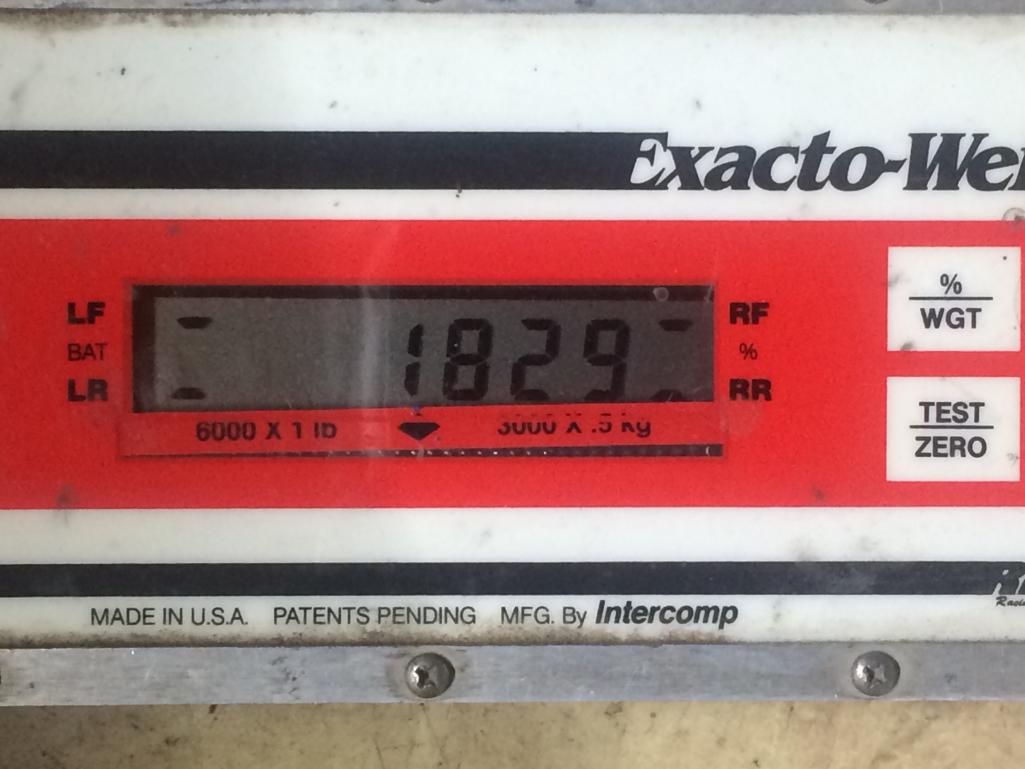 Exacto-Wei
%
WGT
LF
RF
1829
BAT
%
LR
RR
6000 X 1 lb
3000 X .5 kg
TEST
ZERO
MADE IN U.S.A. PATENTS PENDING MFG. By Intercomp